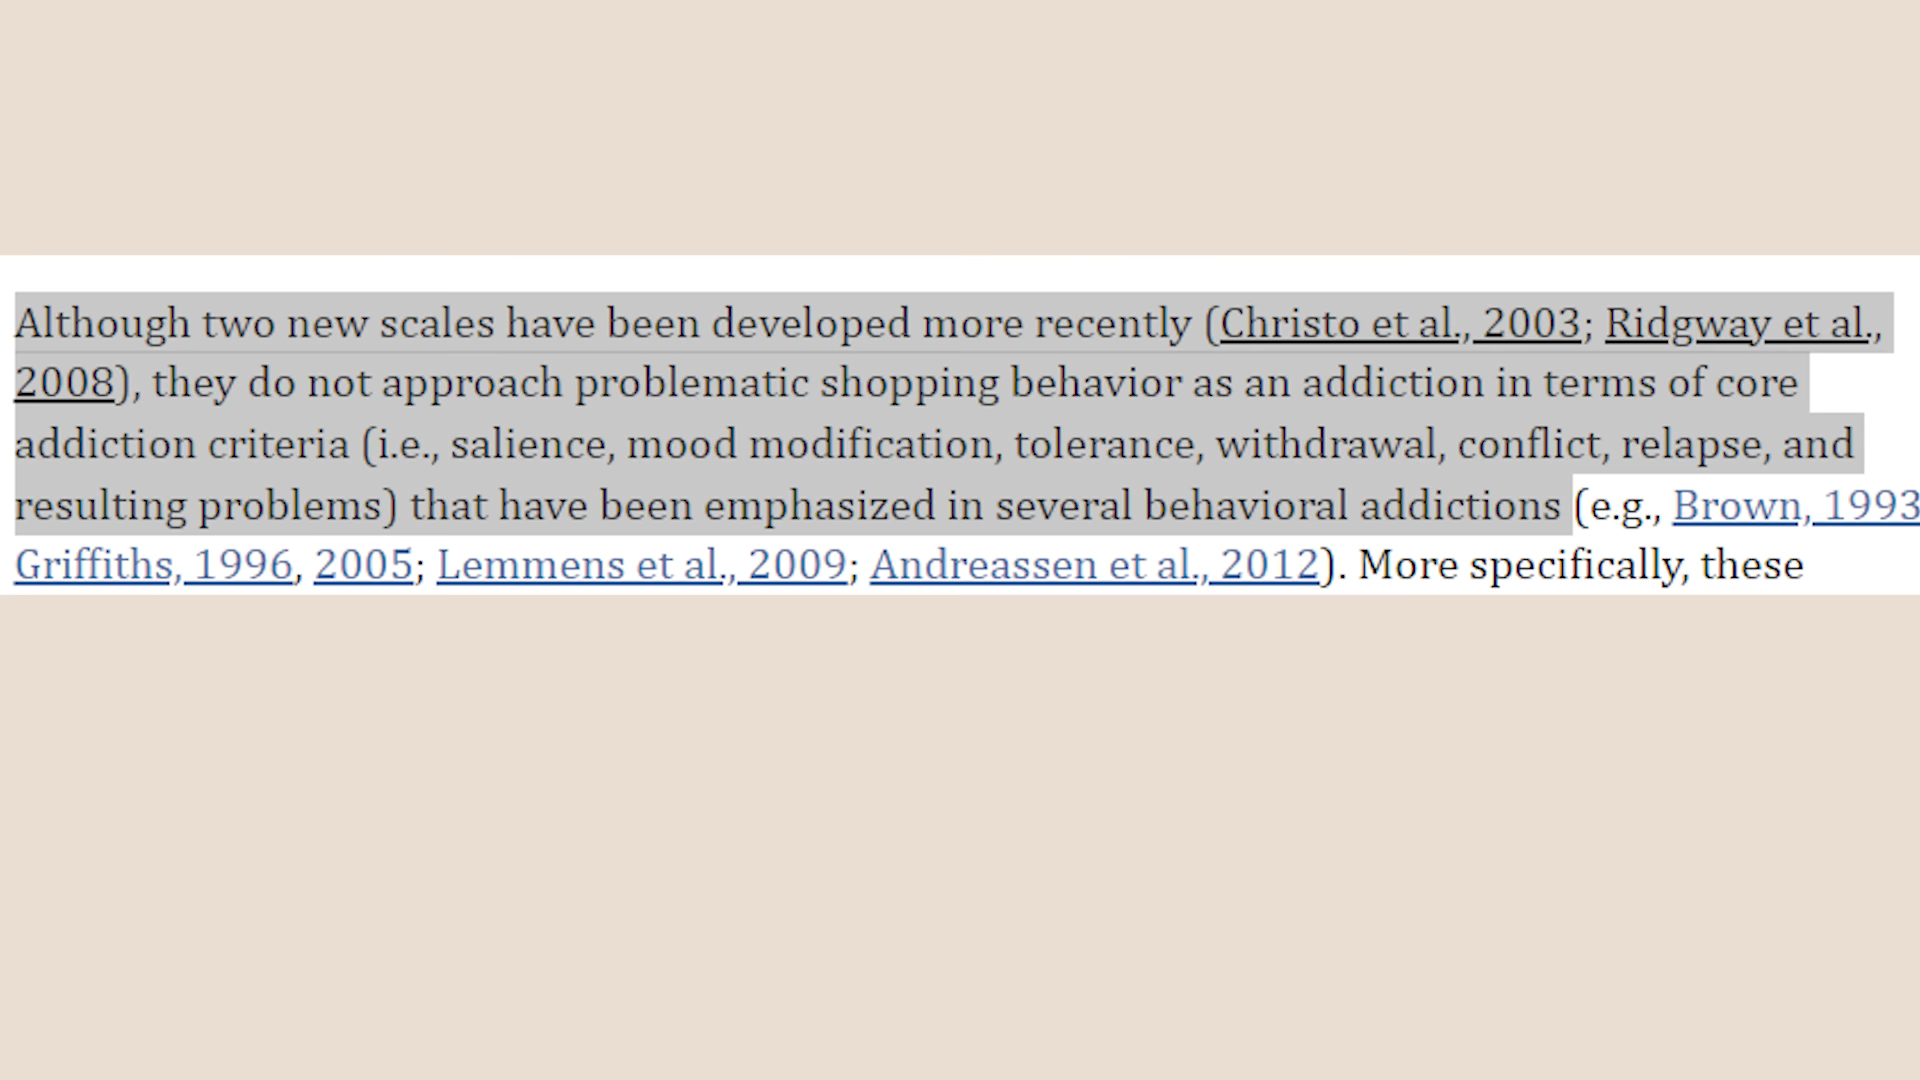 Although two new scales have been developed more recently (Christo et al., 2003; Ridgway et al.,
2008), they do not approach problematic shopping behavior as an addiction in terms of core
addiction criteria (i.e., salience, mood modification, tolerance, withdrawal, conflict, relapse, and
resulting problems) that have been emphasized in several behavioral addictions (e.g., Brown, 1993
Griffiths, 1996, 2005; Lemmens et al., 2009; Andreassen et al., 2012). More specifically, these